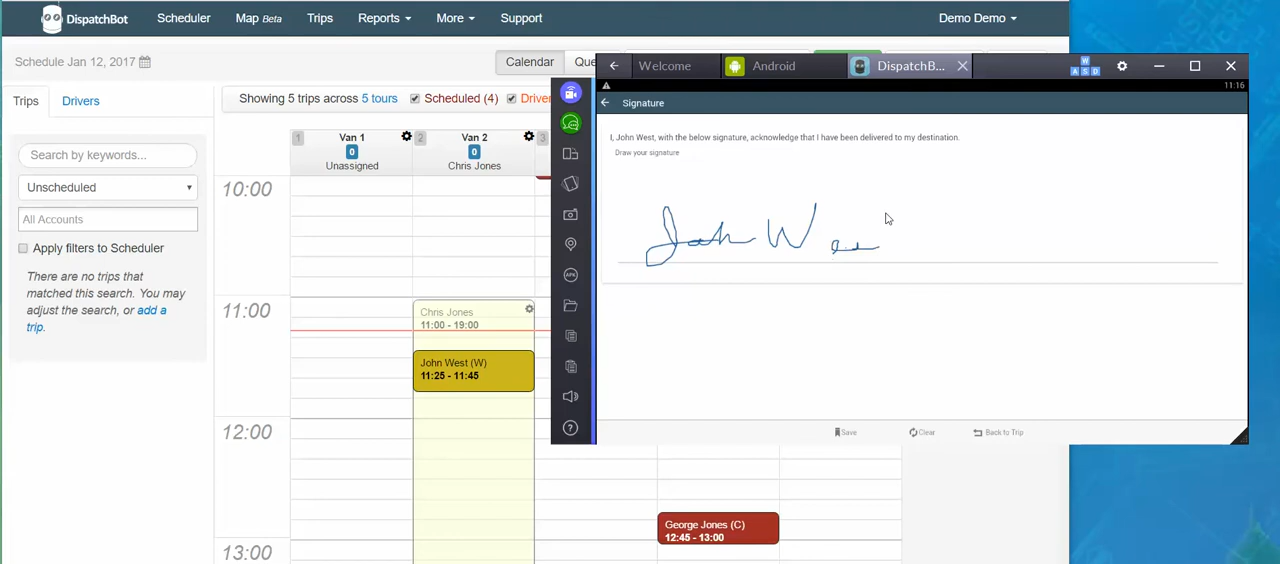 DispatchBot
Scheduler
Map Beta
Trips
Reports
More
Support
Demo Demo
Schedule Jan 12, 2017
Calendar
Que
Trips
Drivers
Showing 5 trips across 5 tours
Scheduled (4)
Driver
Search by keywords...
Unscheduled
All Accounts
Apply filters to Scheduler
There are no trips that
matched this search. You may
adjust the search, or add a
trip.
1
Van 1
0
Unassigned
2
Van 2
0
Chris Jones
3
10:00
11:00
12:00
13:00
Chris Jones
11:00 - 19:00
John West (W)
11:25 - 11:45
George Jones (C)
12:45 - 13:00
Welcome
Android
DispatchB...
W
A S D
11:16
Signature
I, John West, with the below signature, acknowledge that I have been delivered to my destination.
Draw your signature
John W
APK
Save
Clear
Back to Trip